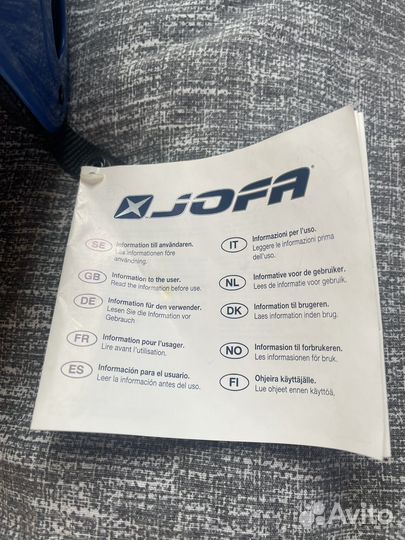 JOFA
SE
Information till användaren.
Läs informationen före
användning.
GB
Information to the user.
Read the information before use.
DE
Information für den verwender.
Lesen Sie die Information vor
Gebrauch
FR
Information pour l'usager.
Lire avant l'utilisation.
ES
Información para el usuario.
Leer la información antes del uso.
IT
Informazioni per l'uso.
Leggere le informazioni prima
dell'uso.
NL
Informative voor de gebruiker.
Lees de informatie voor gebruik.
DK
Information til brugeren.
Læs information inden brug.
NO
Informasion til forbrukeren.
Les informasionen för bruk.
FI
Ohjeira käyttäjälle.
Lue ohjeet ennen käyttöä,
Avito